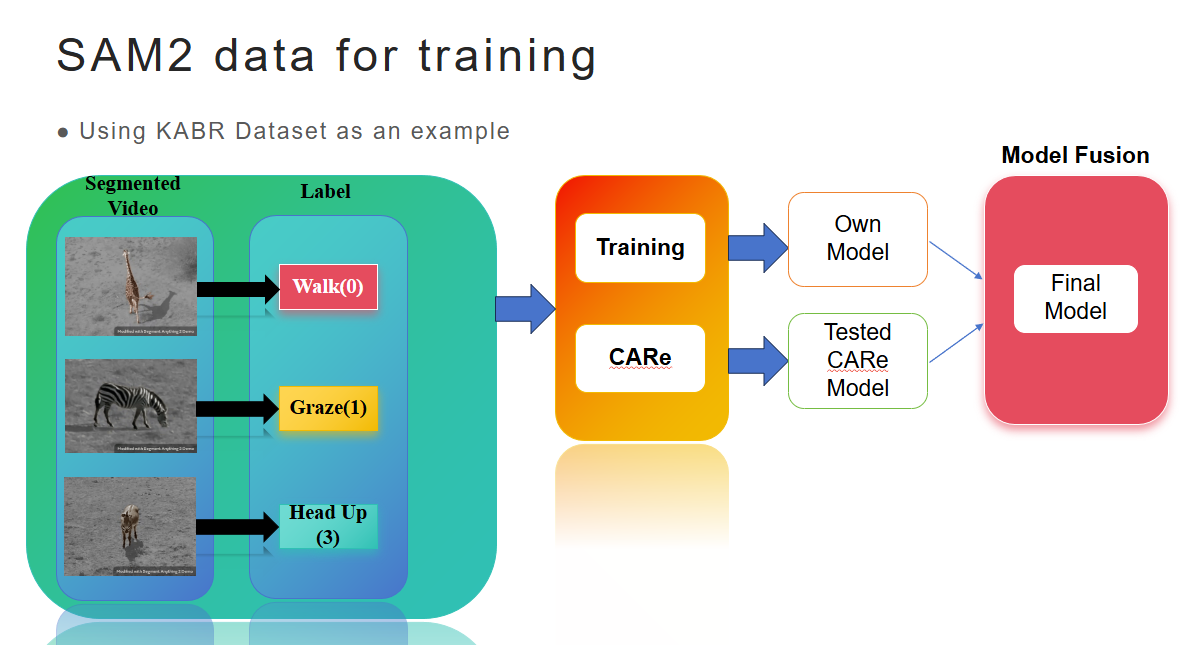 SAM2 data for training
● Using KABR Dataset as an example
Segmented
Video
Label
Modified with Segment Anything 2 Demo
Walk(0)
Modified with Segment Anything 2 Demo
Graze(1)
Modified with Segment Anything 2 Demo
Head Up
(3)
Training
CARe
Own
Model
Tested
CARe
Model
Model Fusion
Final
Model